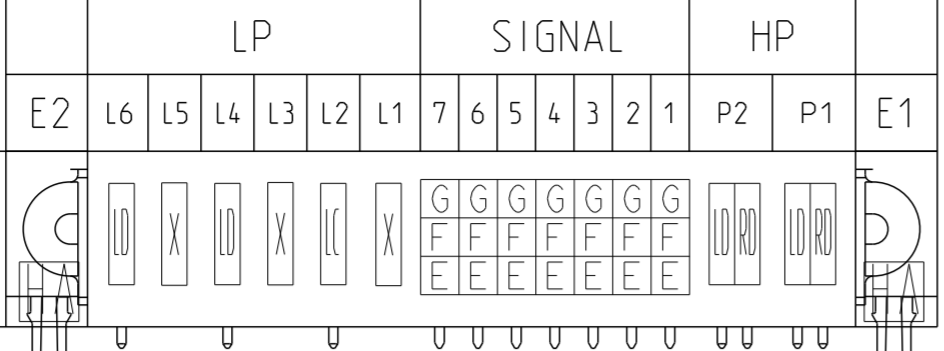 LP SIGNAL HP
E2 L6 L5 L4 L3 L2 L1 7 6 5 4 3 2 1 P2 P1 E1
G G G G G G G
LD X LD X LC X F F F F F F F LD RD LD RD
E E E E E E E